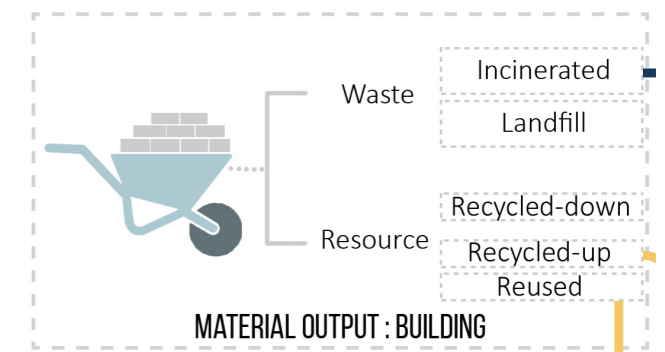 Waste
Incinerated
Landfill
Resource
Recycled-down
Recycled-up
Reused
MATERIAL OUTPUT : BUILDING